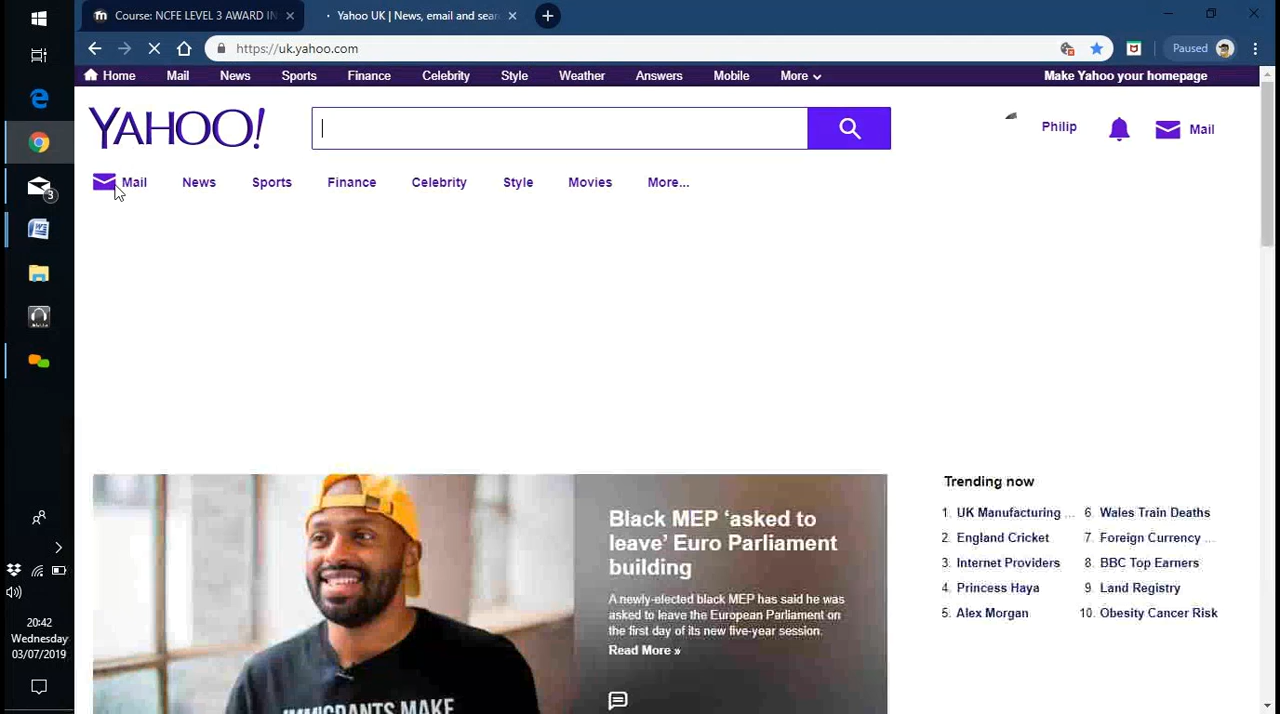 Course: NCFE LEVEL 3 AWARD IN
Yahoo UK | News, email and sear
https://uk.yahoo.com
Paused
Home Mail News Sports Finance Celebrity Style Weather Answers Mobile More Make Yahoo your homepage
YAHOO!
Philip
Mail
Mail News Sports Finance Celebrity Style Movies More...
3
Black MEP ‘asked to
leave’ Euro Parliament
building
A newly-elected black MEP has said he was
asked to leave the European Parliament on
the first day of its new five-year session.
Read More »
IMMIGRANTS MAKE
Trending now
1. UK Manufacturing ...
2. England Cricket
3. Internet Providers
4. Princess Haya
5. Alex Morgan
6. Wales Train Deaths
7. Foreign Currency ...
8. BBC Top Earners
9. Land Registry
10. Obesity Cancer Risk
20:42
Wednesday
03/07/2019